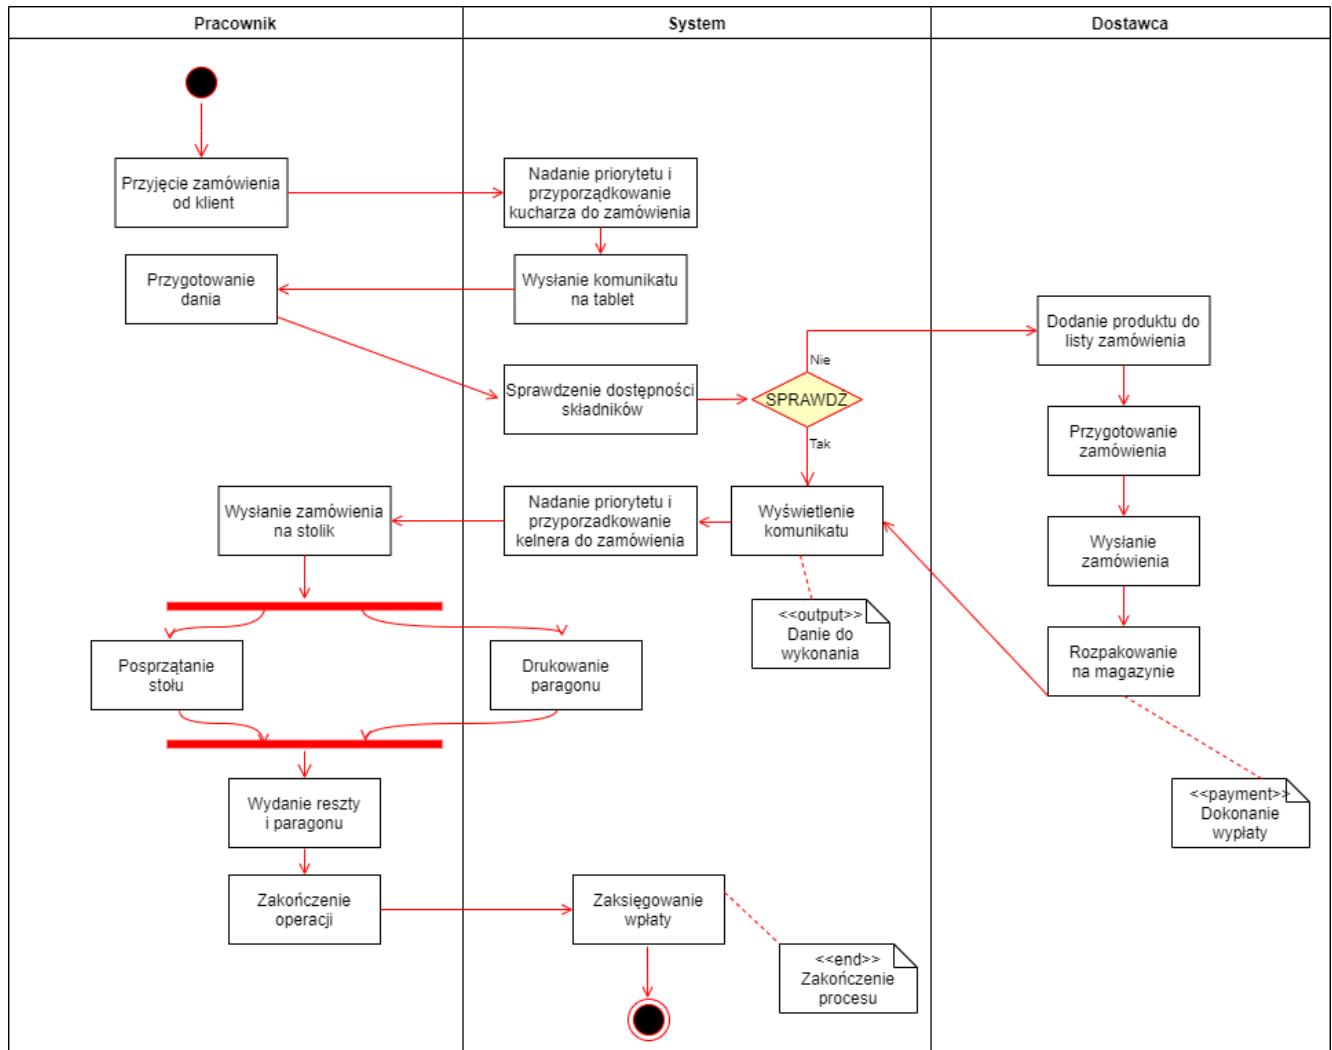 Pracownik
System
Dostawca
Przyjęcie zamówienia
od klient
Nadanie priorytetu i
przyporządkowanie
kucharza do zamówienia
Przygotowanie
dania
Wysłanie komunikatu
na tablet
Dodanie produktu do
listy zamówienia
Nie
Sprawdzenie dostępności
składników
SPRAWDŹ
Tak
Przygotowanie
zamówienia
Wysłanie zamówienia
na stolik
Nadanie priorytetu i
przyporzadkowanie
kelnera do zamówienia
Wyświetlenie
komunikatu
Wysłanie
zamówienia
<<output>>
Danie do
wykonania
Posprzątanie
stołu
Drukowanie
paragonu
Rozpakowanie
na magazynie
Wydanie reszty
i paragonu
<<payment>>
Dokonanie
wypłaty
Zakończenie
operacji
Zaksięgowanie
wpłaty
<<end>>
Zakończenie
procesu